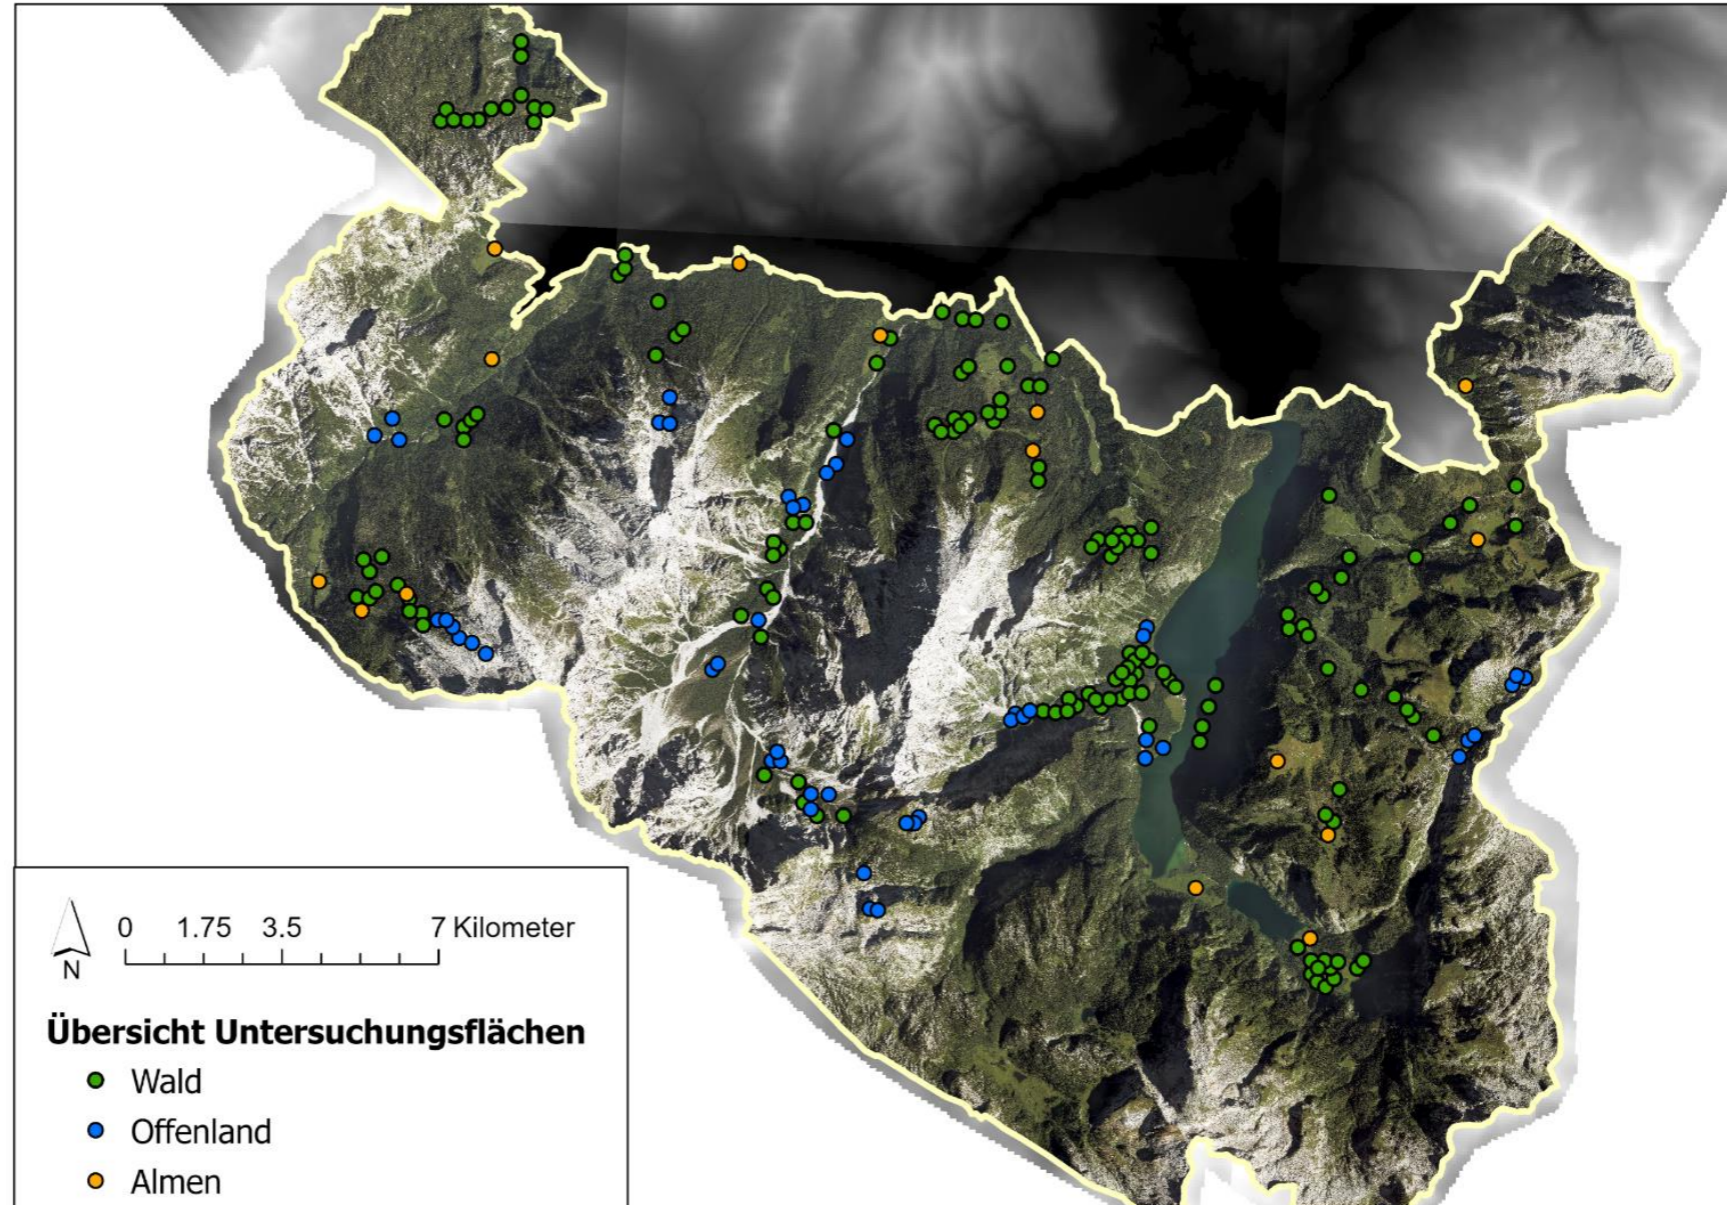 0 1.75 3.5 7 Kilometer
N
Übersicht Untersuchungsflächen
Wald
Offenland
Almen